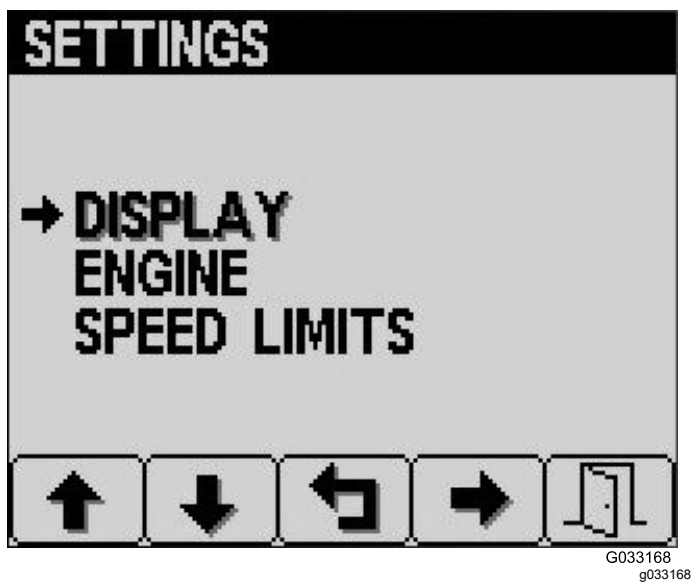 SETTINGS
DISPLAY
ENGINE
SPEED LIMITS
G033168
g033168